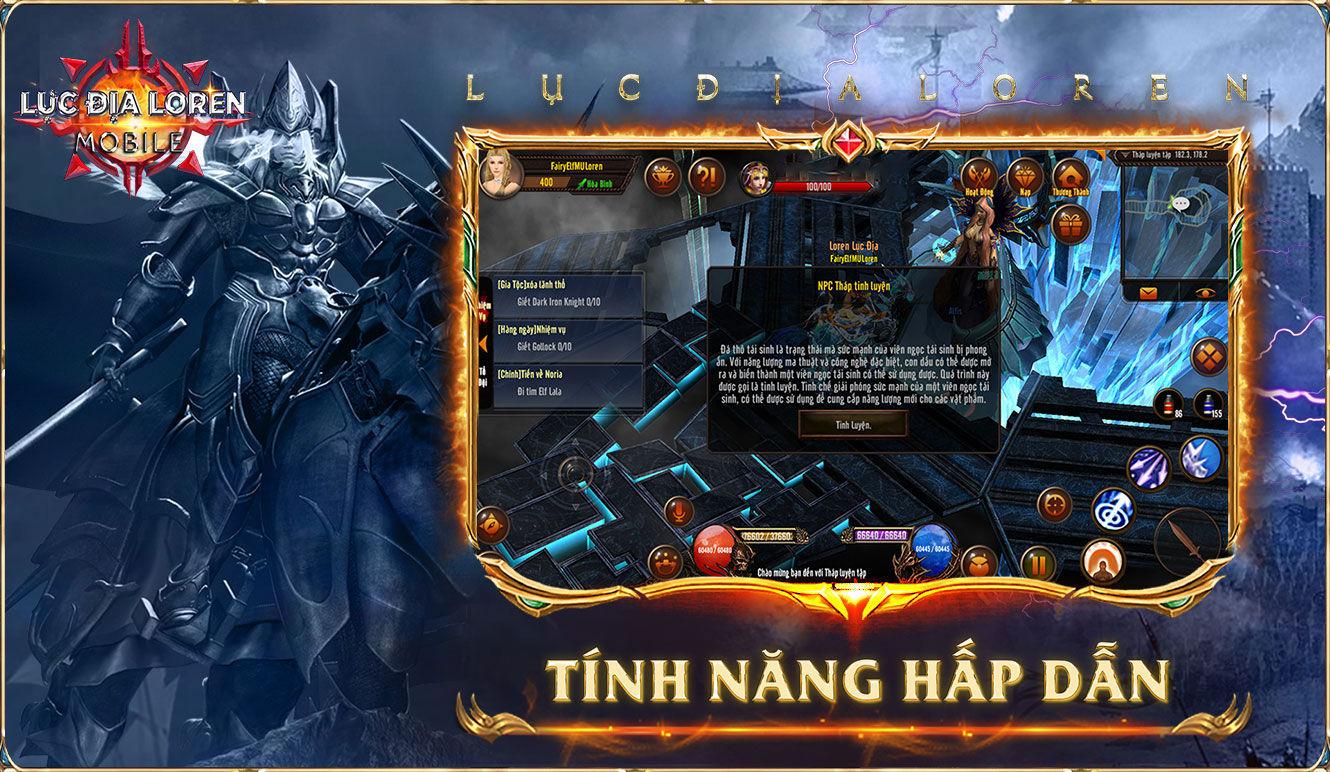 LỤC ĐỊA LOREN
MOBILE
LỤC ĐỊA LOREN
FairyElfMULoren
400
Hòa Bình
100/100
Hoạt Động
Nạp
Thương Thành
Tháp luyện tập 182.3, 178.2
Loren Lục Địa
FairyElfMULoren
[Gia Tộc]xóa lãnh thổ
Giết Dark Iron Knight 0/10
[Hàng ngày]Nhiệm vụ
Giết Gollock 0/10
[Chính]Tiến về Noria
Đi tìm Elf Lala
Tổ Đội
NPC Tháp tinh luyện
Đá thô tái sinh là trạng thái mà sức mạnh của viên ngọc tái sinh bị phong
ấn. Với năng lượng ma thuật và công nghệ đặc biệt, con dấu có thể được mở
ra và biến thành một viên ngọc tái sinh có thể sử dụng được. Quá trình này
được gọi là tinh luyện. Tinh chế giải phóng sức mạnh của một viên ngọc tái
sinh, có thể được sử dụng để cung cấp năng lượng mới cho các vật phẩm.
Tinh Luyện.
86
155
76602 / 37660
66640 / 66640
60480 / 60480
60445 / 60445
Chào mừng bạn đến với Tháp luyện tập
TÍNH NĂNG HẤP DẪN